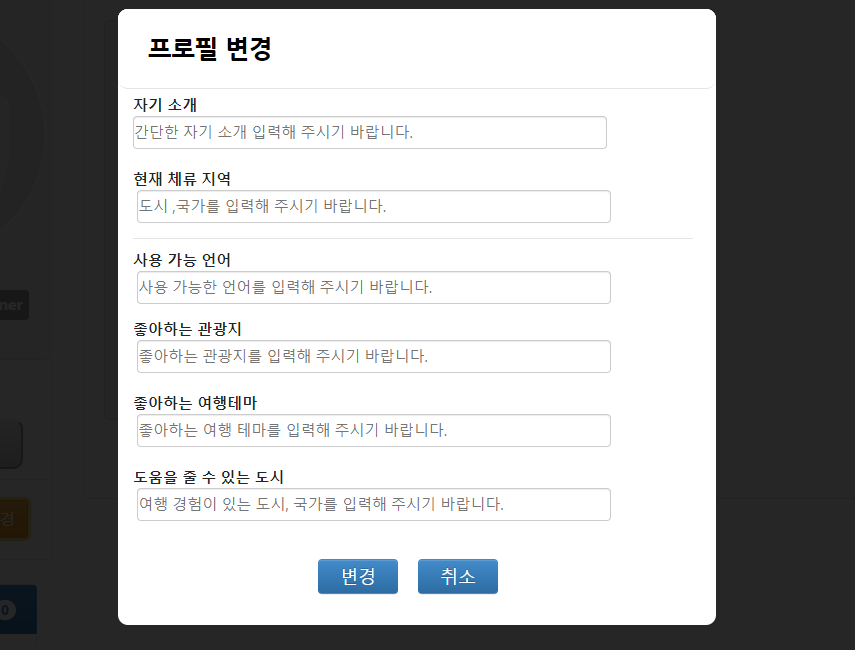 프로필 변경
자기 소개
간단한 자기 소개 입력해 주시기 바랍니다.
현재 체류 지역
도시 ,국가를 입력해 주시기 바랍니다.
사용 가능 언어
사용 가능한 언어를 입력해 주시기 바랍니다.
좋아하는 관광지
좋아하는 관광지를 입력해 주시기 바랍니다.
ner
좋아하는 여행테마
좋아하는 여행 테마를 입력해 주시기 바랍니다.
도움을 줄 수 있는 도시
여행 경험이 있는 도시, 국가를 입력해 주시기 바랍니다.
경
변경 취소
0